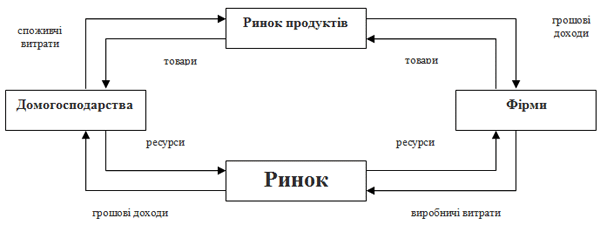 Ринок продуктів
споживчі
витрати
грошові
доходи
товари
товари
Домогосподарства
Фірми
ресурси
ресурси
Ринок
грошові доходи
виробничі витрати